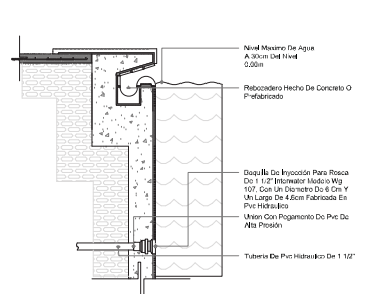 Nivel Maximo De Agua
A 30cm Del Nivel
0.00m
Rebozadero Hecho De Concreto O
Prefabricado
Boquilla De Inyección Para Rosca
De 1 1/2" Interwater Modelo Wg
107. Con Un Diametro De 6 Cm Y
Un Largo De 4.6cm Fabricada En
Pvc Hidraulico
Union Con Pegamento De Pvc De
Alta Presión
Tuberia De Pvc Hidraulico De 1 1/2"